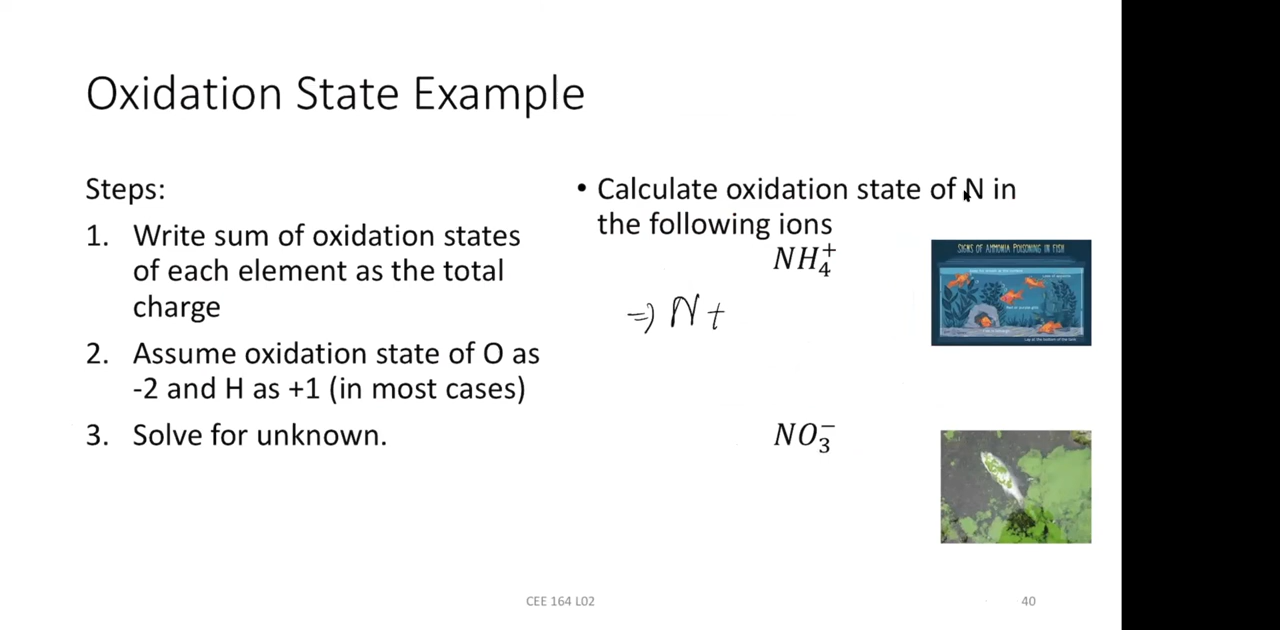 Oxidation State Example
Steps:
1. Write sum of oxidation states
of each element as the total
charge
2. Assume oxidation state of O as
-2 and H as +1 (in most cases)
3. Solve for unknown.
• Calculate oxidation state of N in
the following ions
NH₄⁺
⇒ N +
NO₃⁻
SIGNS OF AMMONIA POISONING IN FISH
CEE 164 L02
40